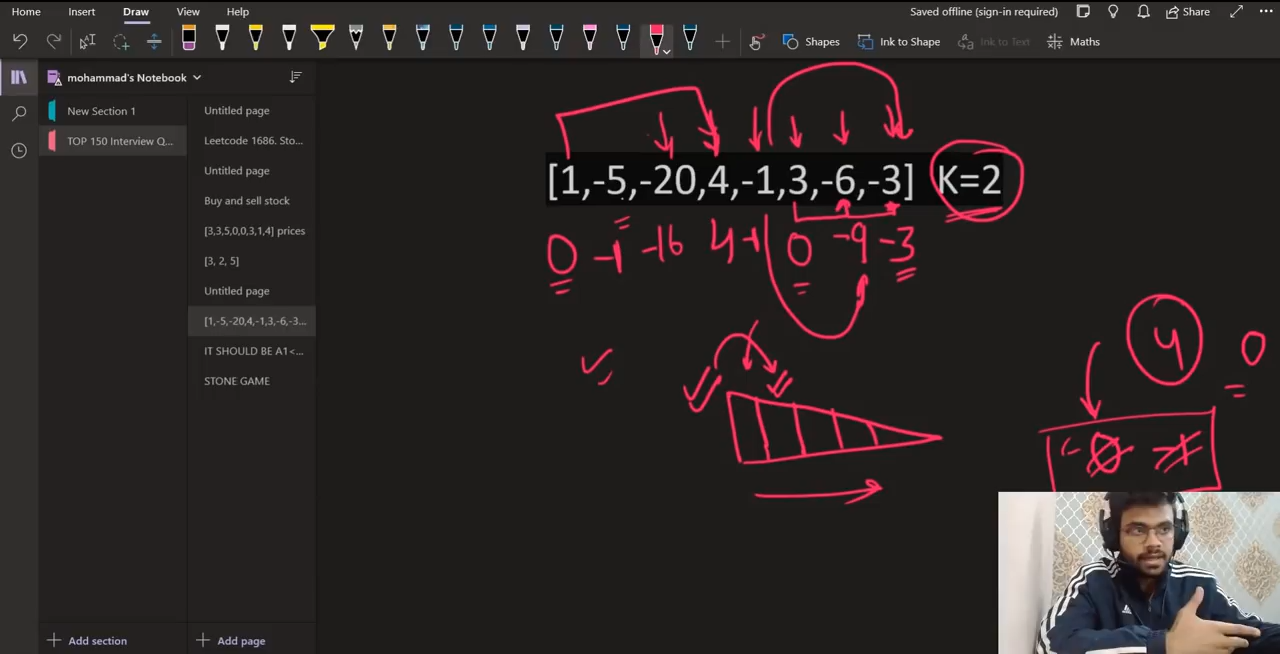 Home Insert Draw View Help
Saved offline (sign-in required) Share
Shapes Ink to Shape Ink to Text Maths
mohammad's Notebook
New Section 1
TOP 150 Interview Q...
Untitled page
Leetcode 1686. Sto...
Untitled page
Buy and sell stock
[3,3,5,0,0,3,1,4] prices
[3, 2, 5]
Untitled page
[1,-5,-20,4,-1,3,-6,-3...
IT SHOULD BE A1<...
STONE GAME
Add section
Add page
[1,-5,-20,4,-1,3,-6,-3] K=2
0 -1 -16 4 -1 0 -9 -3
4 0